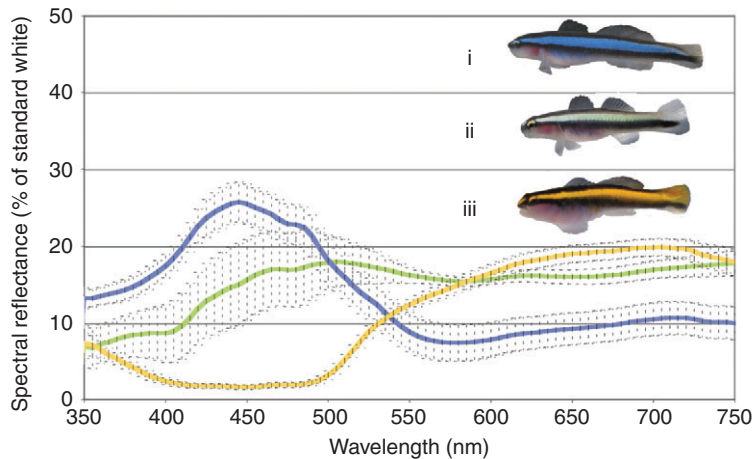 Spectral reflectance (% of standard white)
50
40
30
20
10
0
i
ii
iii
350 400 450 500 550 600 650 700 750
Wavelength (nm)